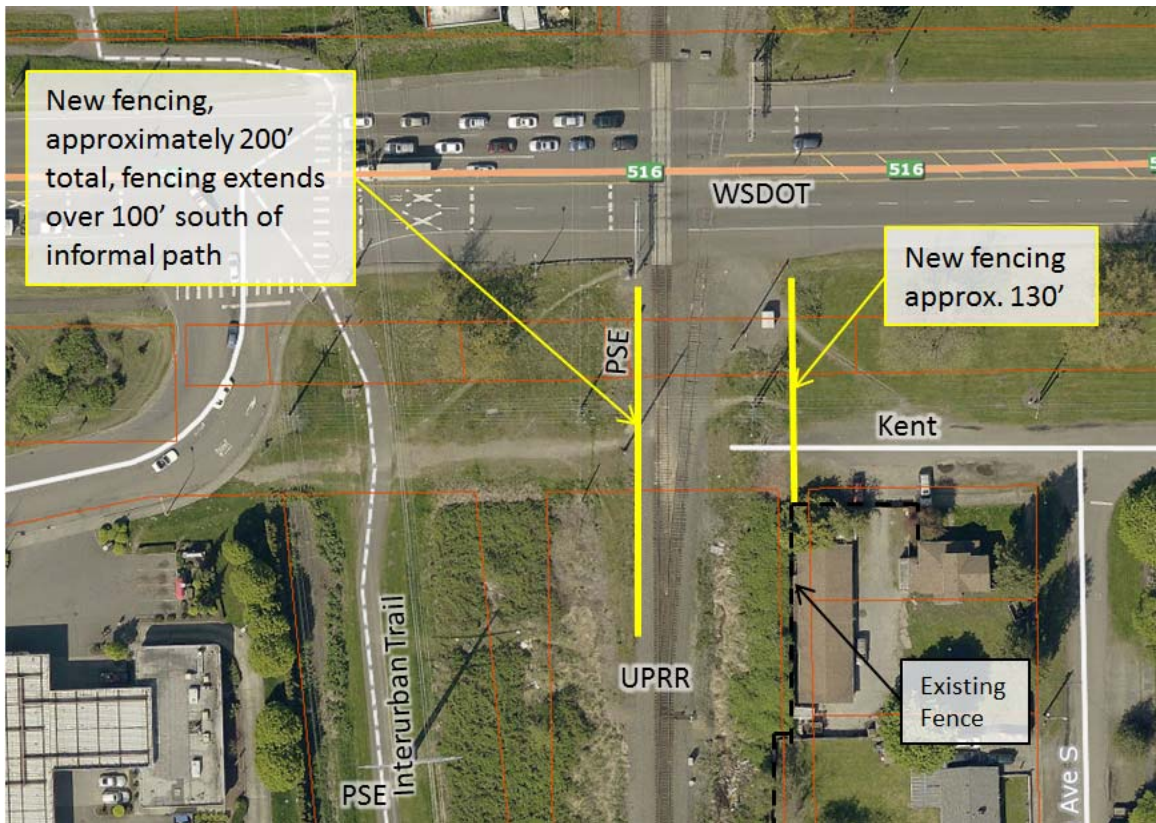 New fencing,
approximately 200'
total, fencing extends
over 100' south of
informal path
516
516
WSDOT
New fencing
approx. 130'
PSE
Kent
Interurban Trail
UPRR
Existing
Fence
PSE
Ave S